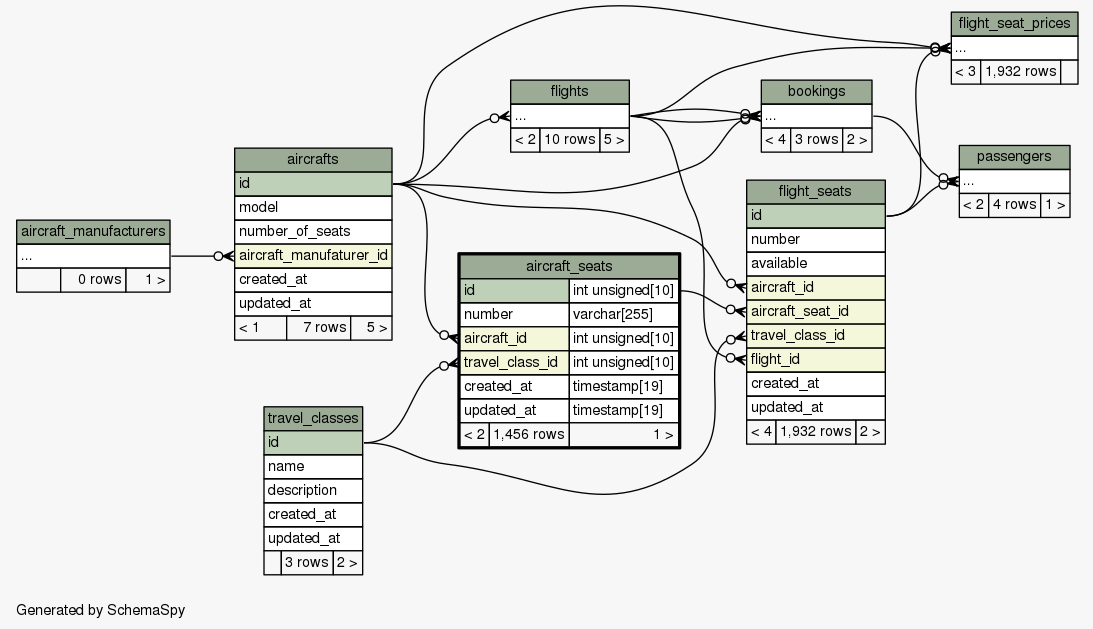 flight_seat_prices
...
< 3 1,932 rows
flights
...
< 2 10 rows 5 >
bookings
...
< 4 3 rows 2 >
passengers
...
< 2 4 rows 1 >
aircrafts
id
model
number_of_seats
aircraft_manufaturer_id
created_at
updated_at
< 1 7 rows 5 >
aircraft_manufacturers
...
0 rows 1 >
flight_seats
id
number
available
aircraft_id
aircraft_seat_id
travel_class_id
flight_id
created_at
updated_at
< 4 1,932 rows 2 >
aircraft_seats
id int unsigned[10]
number varchar[255]
aircraft_id int unsigned[10]
travel_class_id int unsigned[10]
created_at timestamp[19]
updated_at timestamp[19]
< 2 1,456 rows 1 >
travel_classes
id
name
description
created_at
updated_at
3 rows 2 >
Generated by SchemaSpy